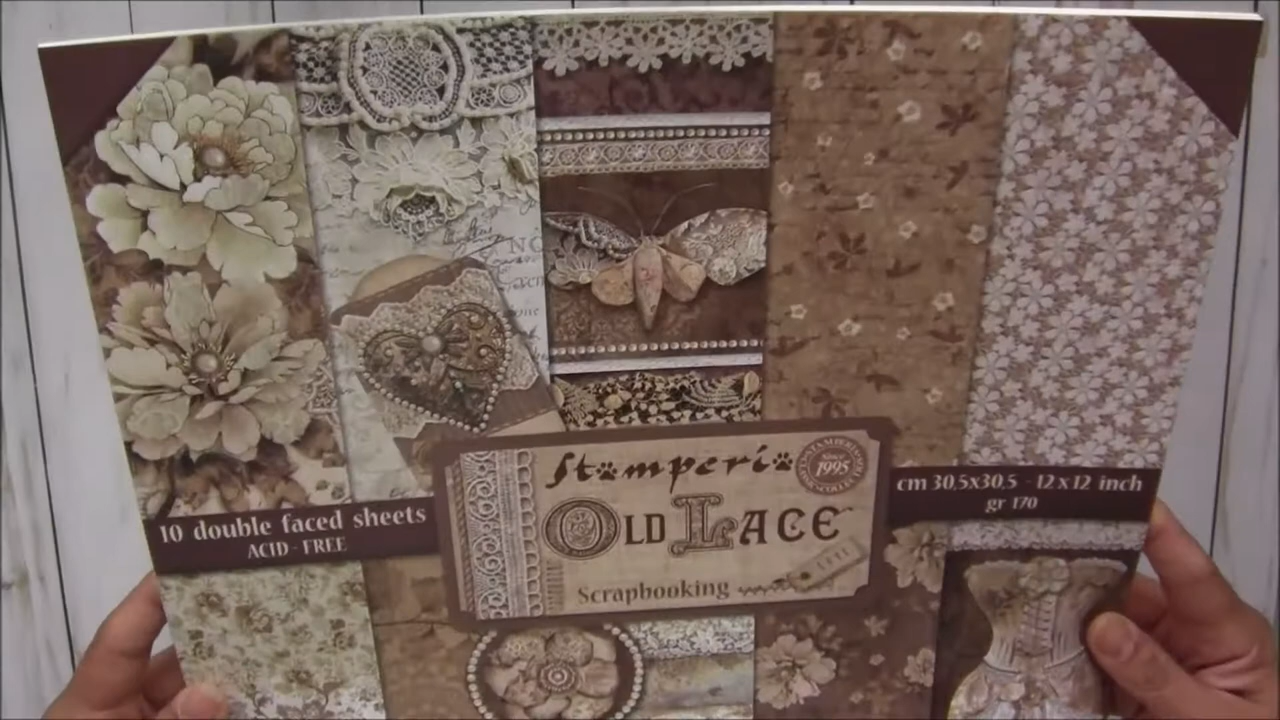 Stamperia
Since
1995
OLD LACE
Scrapbooking
10 double faced sheets
ACID - FREE
cm 30,5x30,5 - 12x12 inch
gr 170